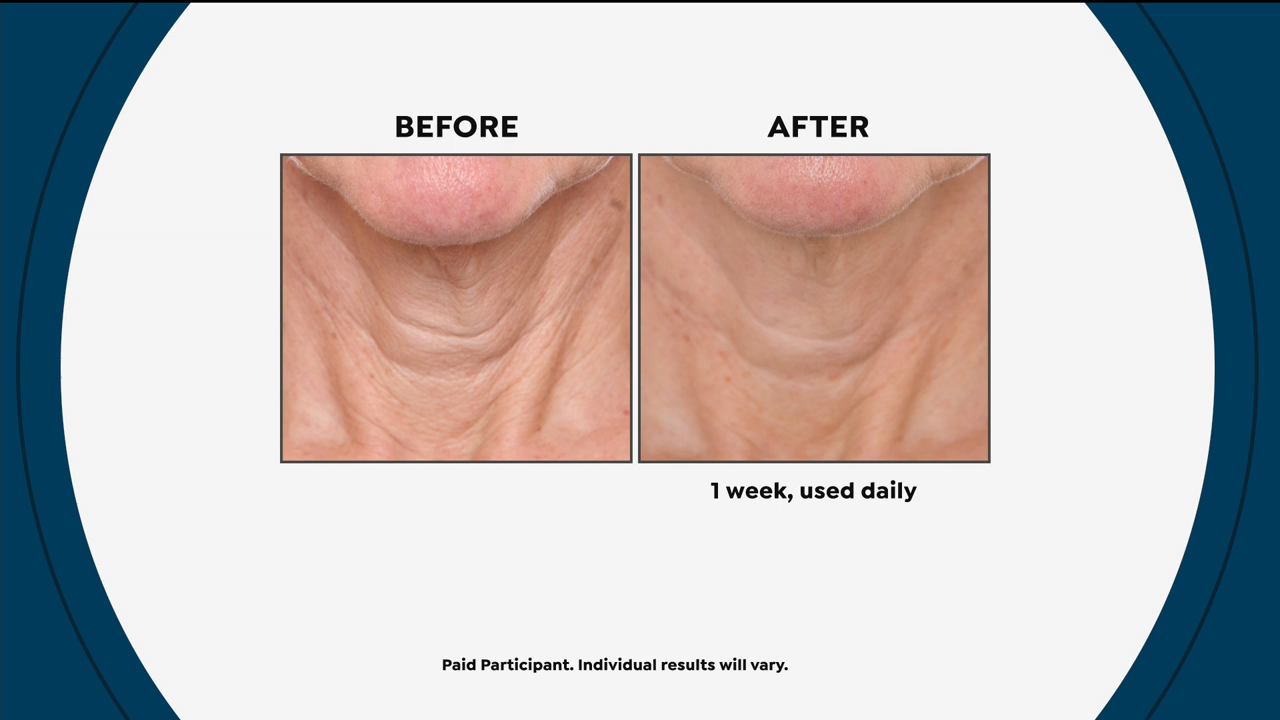 BEFORE
AFTER
1 week, used daily
Paid Participant. Individual results will vary.